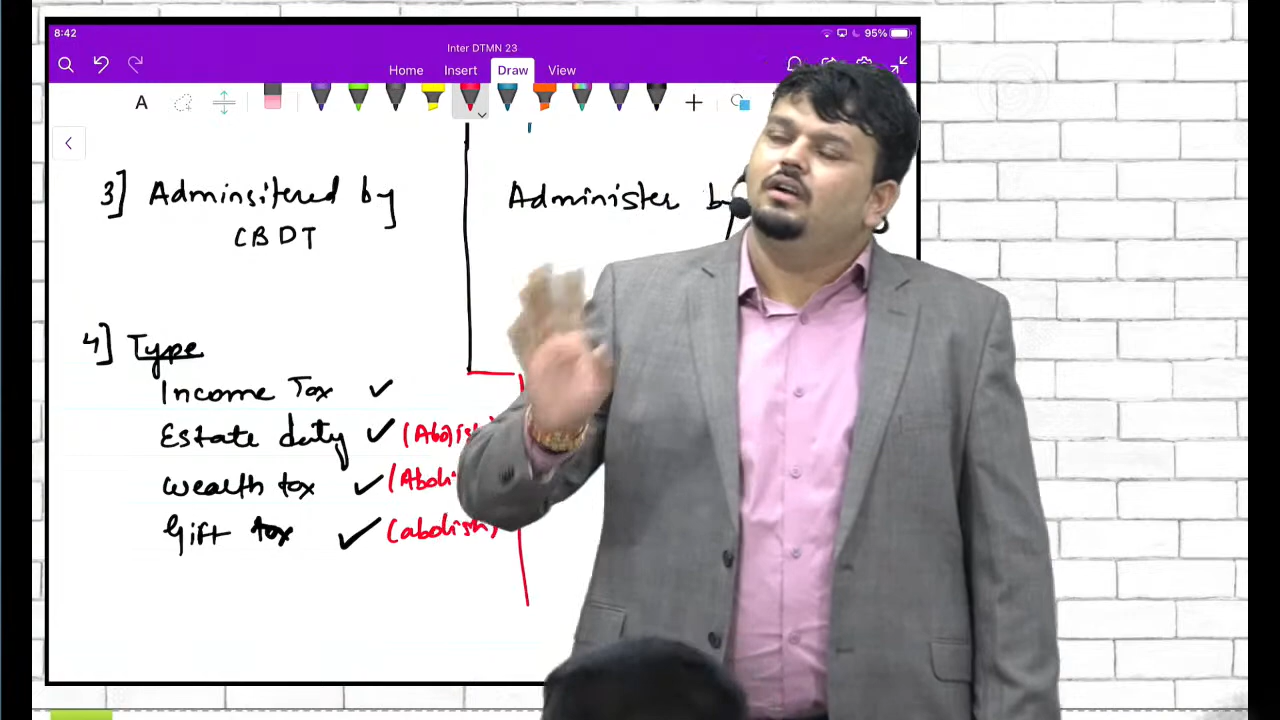 8:42
95%
Inter DTMN 23
Home Insert Draw View
A
3] Adminsitered by
CBDT
Administer
4] Type
Income Tax ✓
Estate duty ✓
Wealth tax ✓
Gift tax ✓ (abolish)